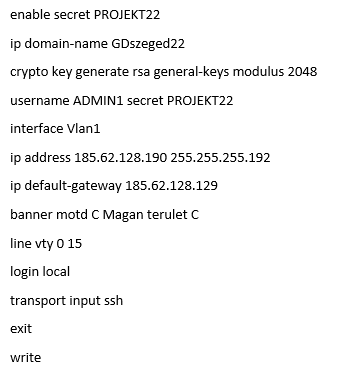 enable secret PROJEKT22
ip domain-name GDszeged22
crypto key generate rsa general-keys modulus 2048
username ADMIN1 secret PROJEKT22
interface Vlan1
ip address 185.62.128.190 255.255.255.192
ip default-gateway 185.62.128.129
banner motd C Magan terulet C
line vty 0 15
login local
transport input ssh
exit
write